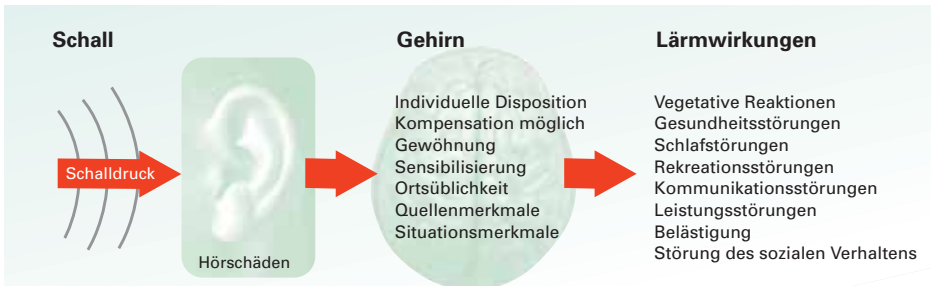 Schall
Schalldruck
Hörschäden
Gehirn
Individuelle Disposition
Kompensation möglich
Gewöhnung
Sensibilisierung
Ortsüblichkeit
Quellenmerkmale
Situationsmerkmale
Lärmwirkungen
Vegetative Reaktionen
Gesundheitsstörungen
Schlafstörungen
Rekreationsstörungen
Kommunikationsstörungen
Leistungsstörungen
Belästigung
Störung des sozialen Verhaltens